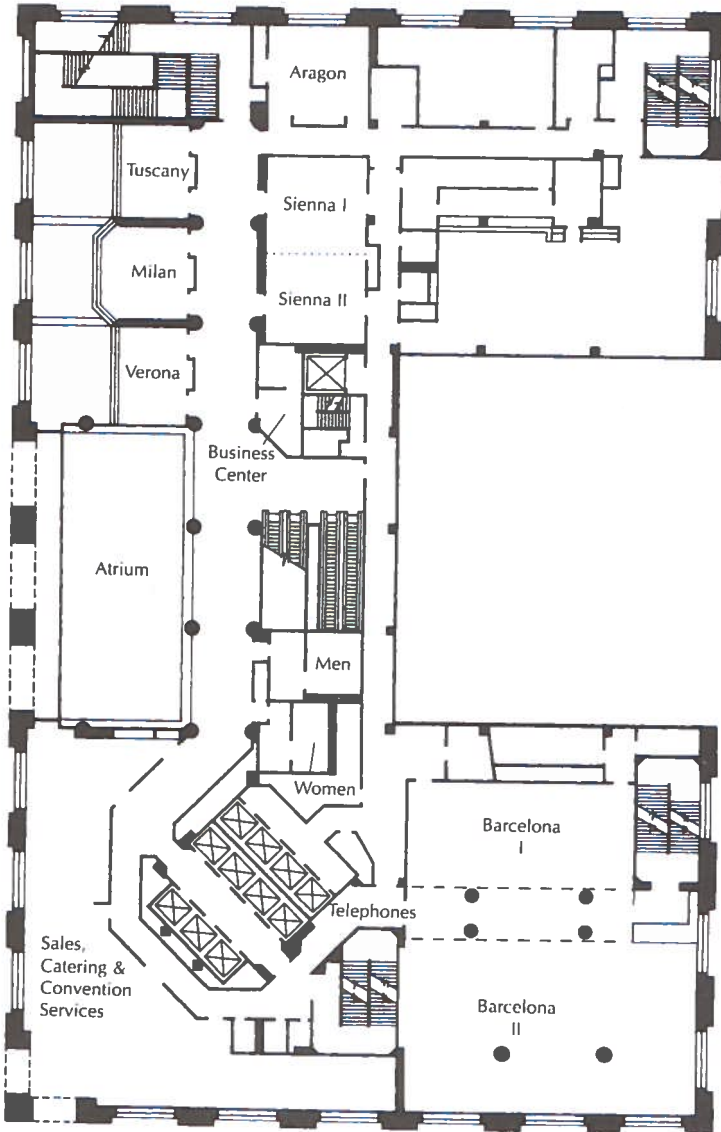 Aragon
Tuscany
Sienna I
Milan
Sienna II
Verona
Business
Center
Atrium
Men
Women
Barcelona
I
Telephones
Sales,
Catering &
Convention
Services
Barcelona
II